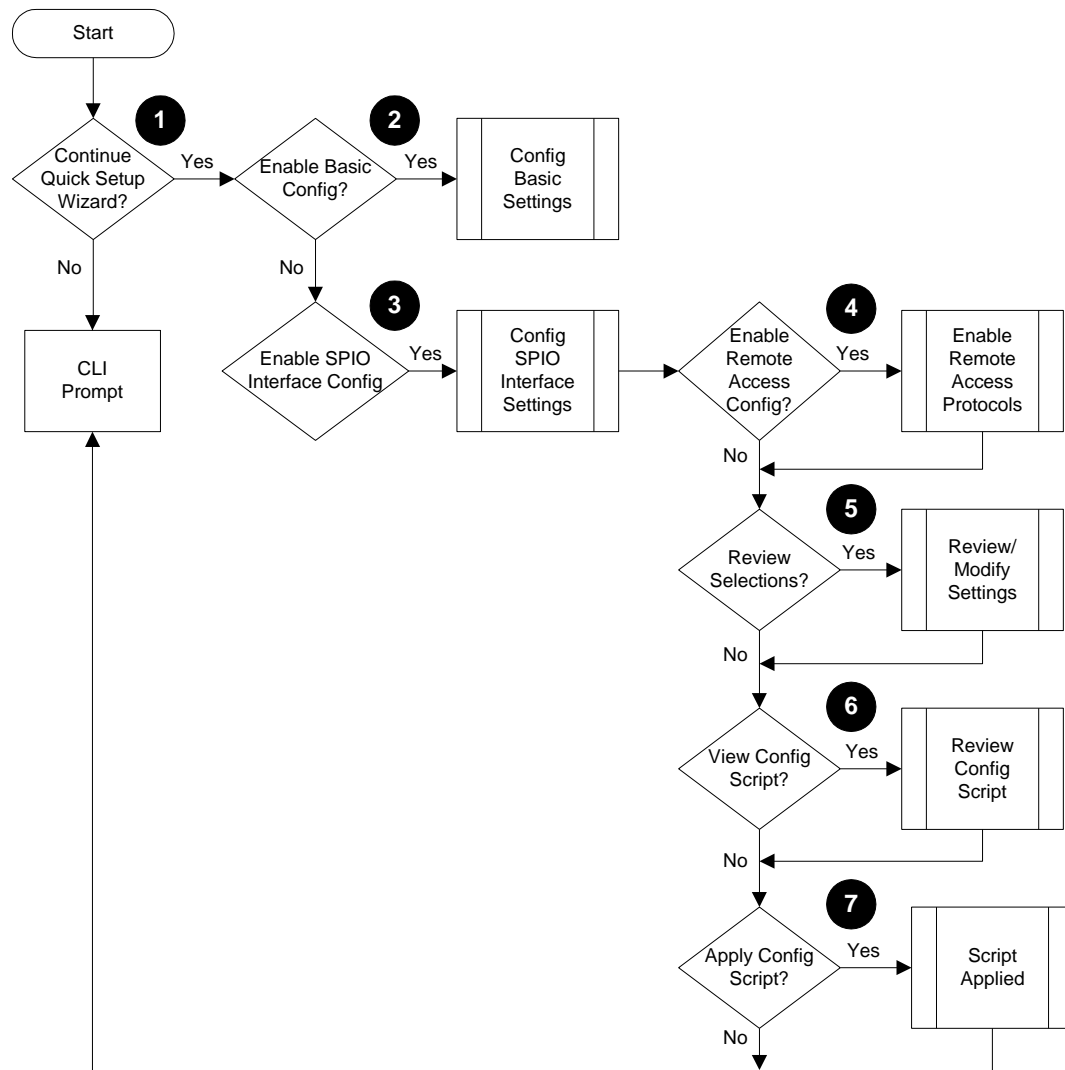 Start
1
Continue
Quick Setup
Wizard?
Yes
No
2
Enable Basic
Config?
Yes
No
Config
Basic
Settings
CLI
Prompt
3
Enable SPIO
Interface Config
Yes
Config
SPIO
Interface
Settings
4
Enable
Remote
Access
Config?
Yes
No
Enable
Remote
Access
Protocols
5
Review
Selections?
Yes
No
Review/
Modify
Settings
6
View Config
Script?
Yes
No
Review
Config
Script
7
Apply Config
Script?
Yes
No
Script
Applied